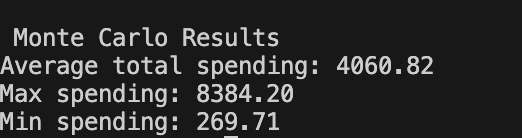 Monte Carlo Results
Average total spending: 4060.82
Max spending: 8384.20
Min spending: 269.71